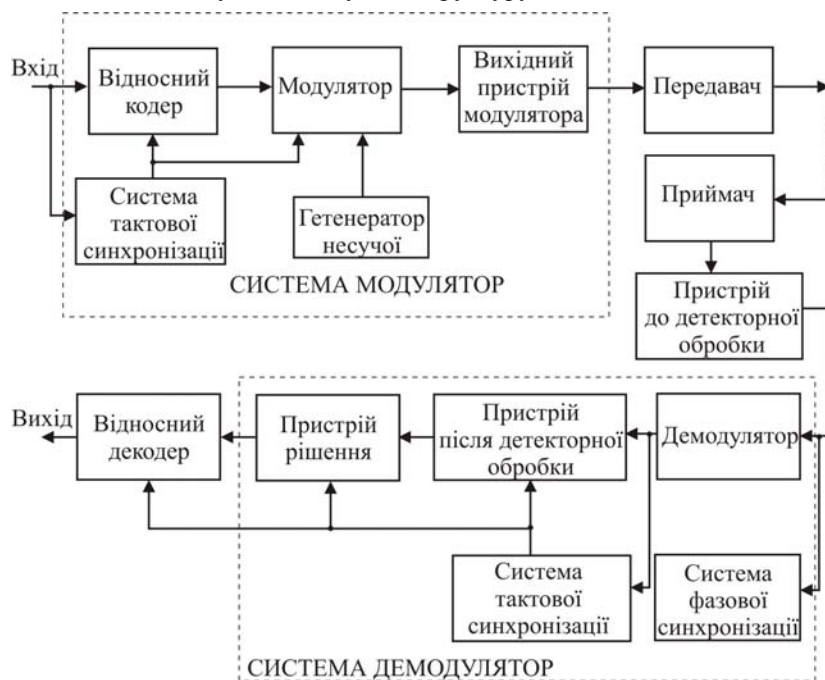 Вхід
Відносний
кодер
Модулятор
Вихідний
пристрій
модулятора
Передавач
Система
тактової
синхронізації
Гетенератор
несучої
СИСТЕМА МОДУЛЯТОР
Приймач
Пристрій
до детекторної
обробки
Вихід
Відносний
декодер
Пристрій
рішення
Пристрій
після детекторної
обробки
Демодулятор
Система
тактової
синхронізації
Система
фазової
синхронізації
СИСТЕМА ДЕМОДУЛЯТОР